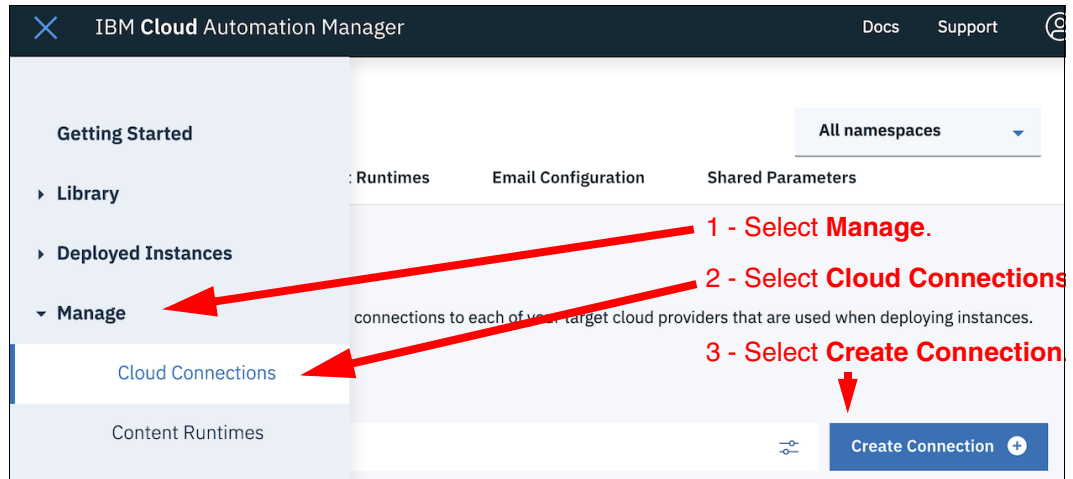 IBM Cloud Automation Manager
Docs
Support
Getting Started
All namespaces
Runtimes
Email Configuration
Shared Parameters
Library
1 - Select Manage.
Deployed Instances
2 - Select Cloud Connections
Manage
connections to each of your target cloud providers that are used when deploying instances.
3 - Select Create Connection.
Cloud Connections
Content Runtimes
Create Connection